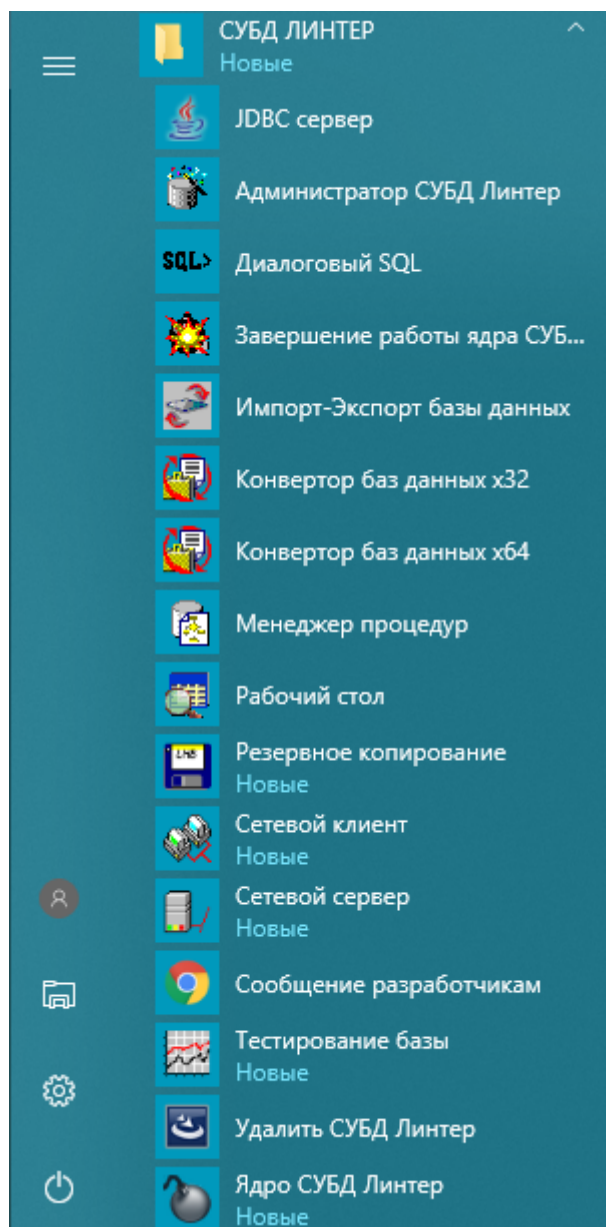 СУБД ЛИНТЕР
Новые
JDBC сервер
Администратор СУБД Линтер
SQL>
Диалоговый SQL
Завершение работы ядра СУБ...
Импорт-Экспорт базы данных
Конвертор баз данных x32
Конвертор баз данных x64
Менеджер процедур
Рабочий стол
LHB
Резервное копирование
Новые
Сетевой клиент
Новые
Сетевой сервер
Новые
Сообщение разработчикам
Тестирование базы
Новые
Удалить СУБД Линтер
Ядро СУБД Линтер
Новые